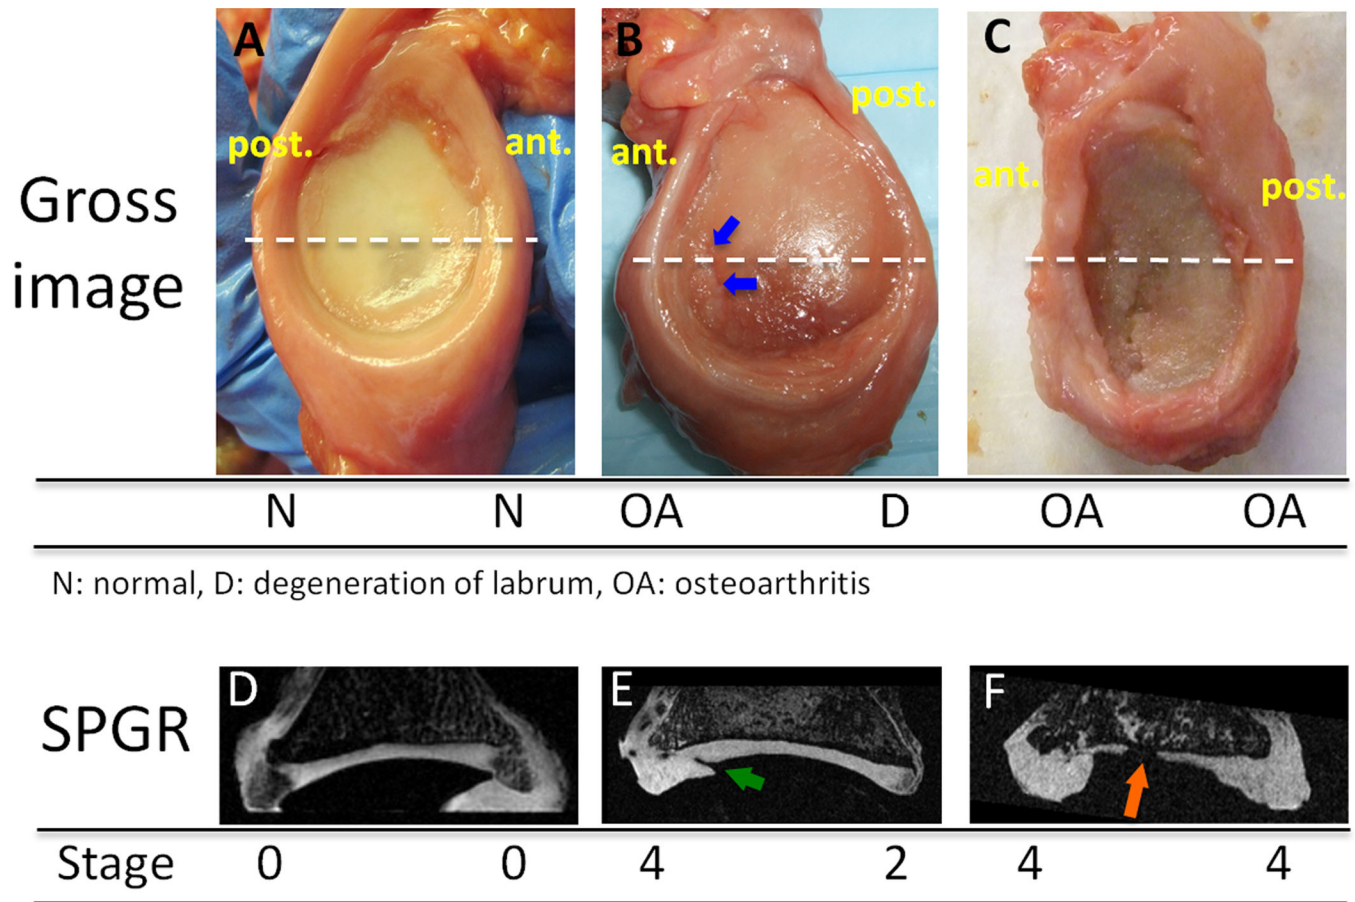 A
B
C
post.
ant.
ant.
post.
ant.
post.
Gross
image
N N OA D OA OA
N: normal, D: degeneration of labrum, OA: osteoarthritis
D
E
F
SPGR
Stage 0 0 4 2 4 4